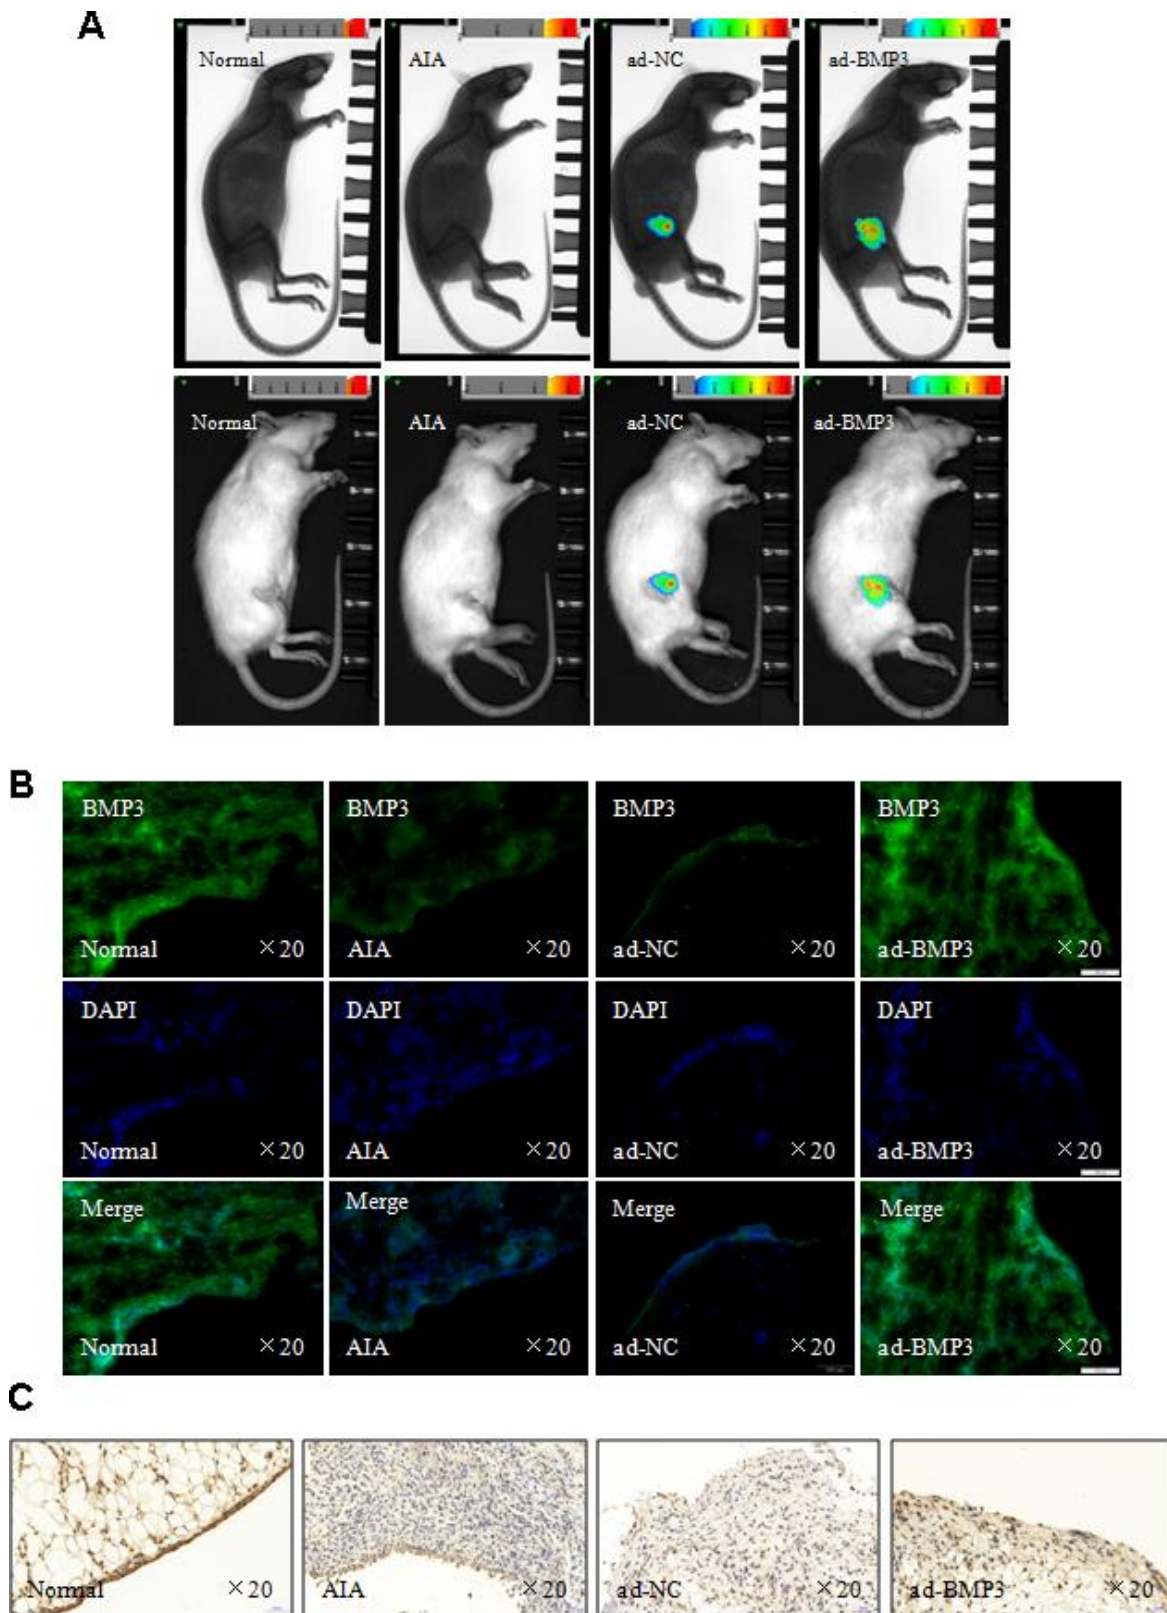 A
Normal AIA ad-NC ad-BMP3
Normal AIA ad-NC ad-BMP3
B
BMP3 BMP3 BMP3 BMP3
Normal ×20 AIA ×20 ad-NC ×20 ad-BMP3 ×20
DAPI DAPI DAPI DAPI
Normal ×20 AIA ×20 ad-NC ×20 ad-BMP3 ×20
Merge Merge Merge Merge
Normal ×20 AIA ×20 ad-NC ×20 ad-BMP3 ×20
C
Normal ×20 AIA ×20 ad-NC ×20 ad-BMP3 ×20